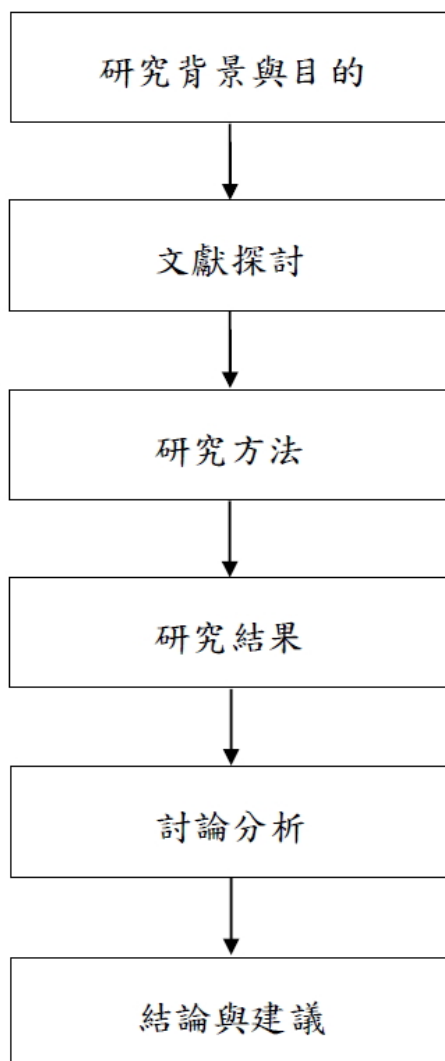 研究背景與目的
文獻探討
研究方法
研究結果
討論分析
結論與建議